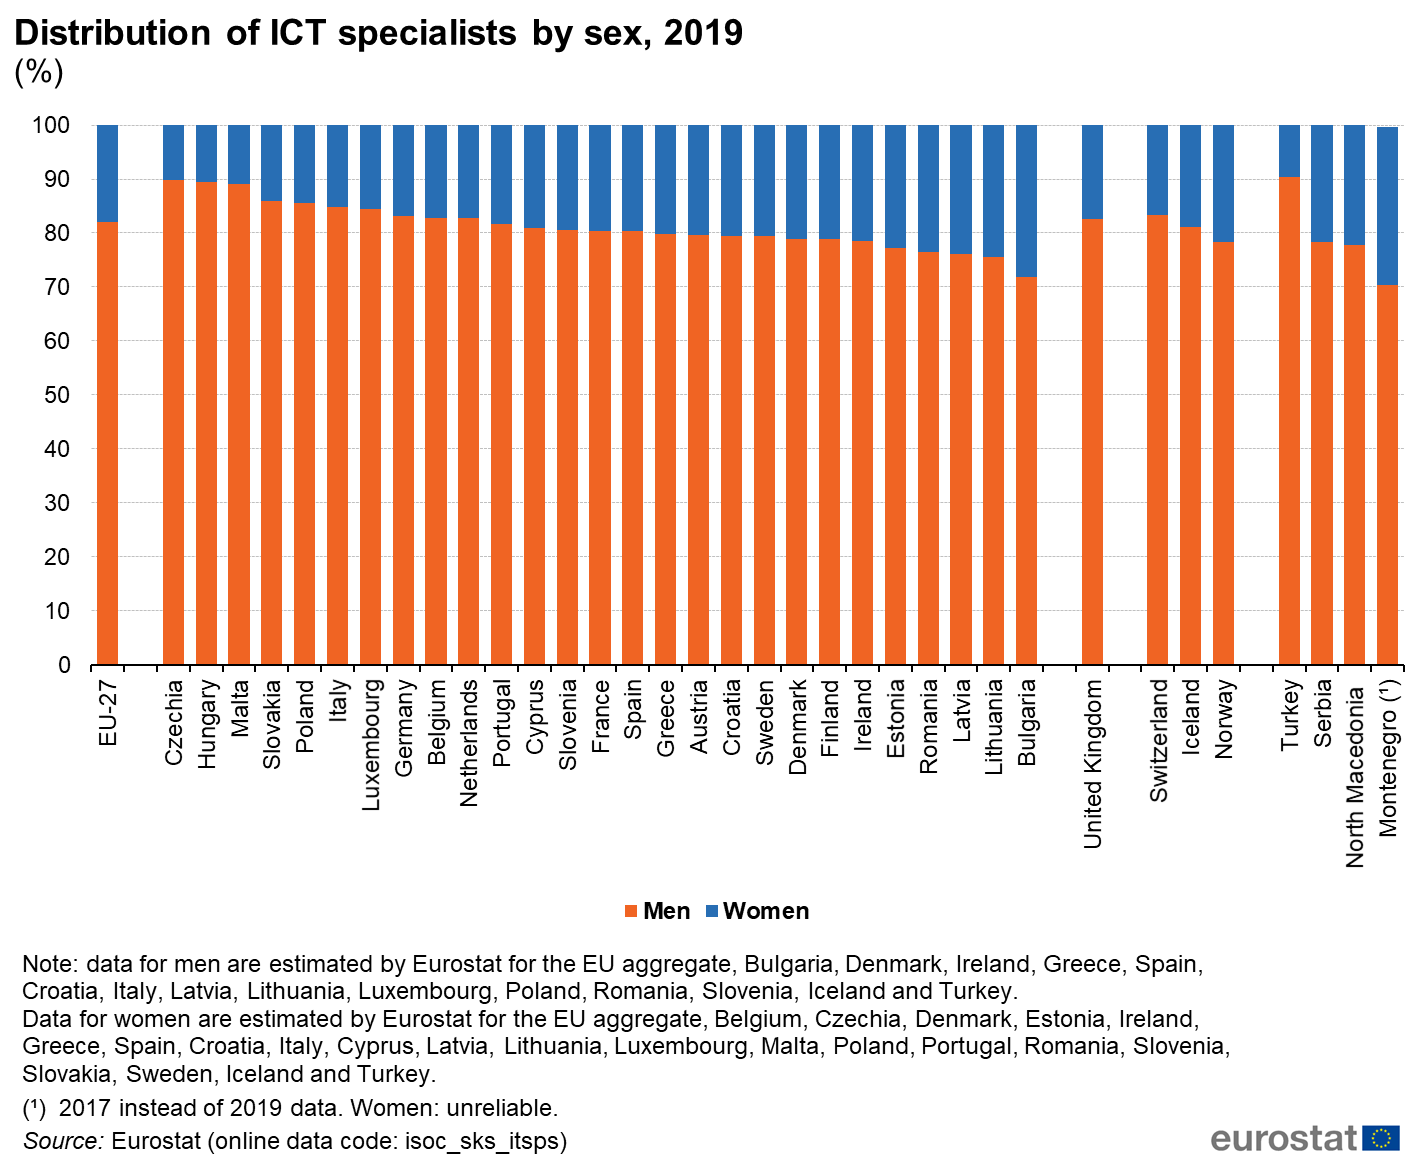 Distribution of ICT specialists by sex, 2019
(%)
100
90
80
70
60
50
40
30
20
10
0
EU-27
Czechia
Hungary
Malta
Slovakia
Poland
Italy
Luxembourg
Germany
Belgium
Netherlands
Portugal
Cyprus
Slovenia
France
Spain
Greece
Austria
Croatia
Sweden
Denmark
Finland
Ireland
Estonia
Romania
Latvia
Lithuania
Bulgaria
United Kingdom
Switzerland
Iceland
Norway
Turkey
Serbia
North Macedonia
Montenegro (¹)
Men
Women
Note: data for men are estimated by Eurostat for the EU aggregate, Bulgaria, Denmark, Ireland, Greece, Spain,
Croatia, Italy, Latvia, Lithuania, Luxembourg, Poland, Romania, Slovenia, Iceland and Turkey.
Data for women are estimated by Eurostat for the EU aggregate, Belgium, Czechia, Denmark, Estonia, Ireland,
Greece, Spain, Croatia, Italy, Cyprus, Latvia, Lithuania, Luxembourg, Malta, Poland, Portugal, Romania, Slovenia,
Slovakia, Sweden, Iceland and Turkey.
(¹) 2017 instead of 2019 data. Women: unreliable.
Source: Eurostat (online data code: isoc_sks_itsps)
eurostat